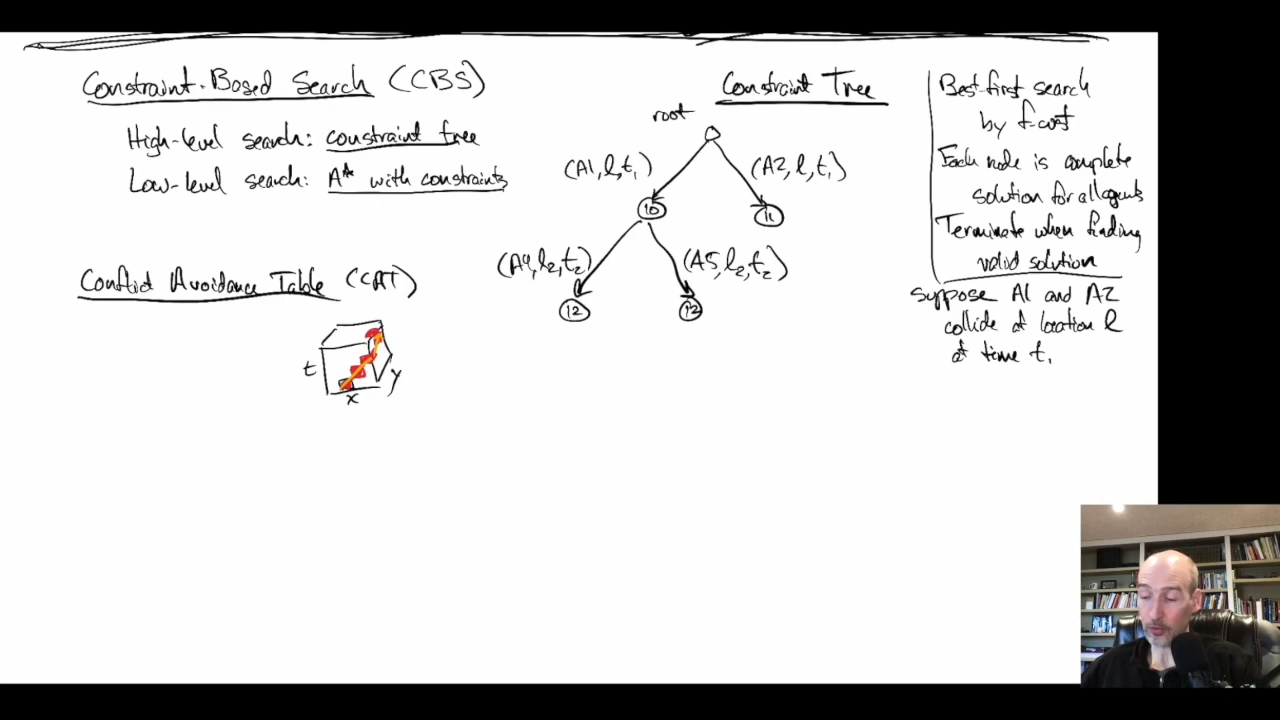 Constraint-Based Search (CBS)
High-level search: constraint tree
Low-level search: A* with constraints
Conflict Avoidance Table (CAT)
t
x
y
Constraint Tree
root
(A1, l, t₁)
(A2, l, t₁)
10
11
(A4, l₂, t₂)
(A5, l₂, t₂)
12
12
Best-first search
by f-cost
Each node is complete
solution for all agents
Terminate when finding
valid solution
Suppose A1 and A2
collide at location l
at time t₁